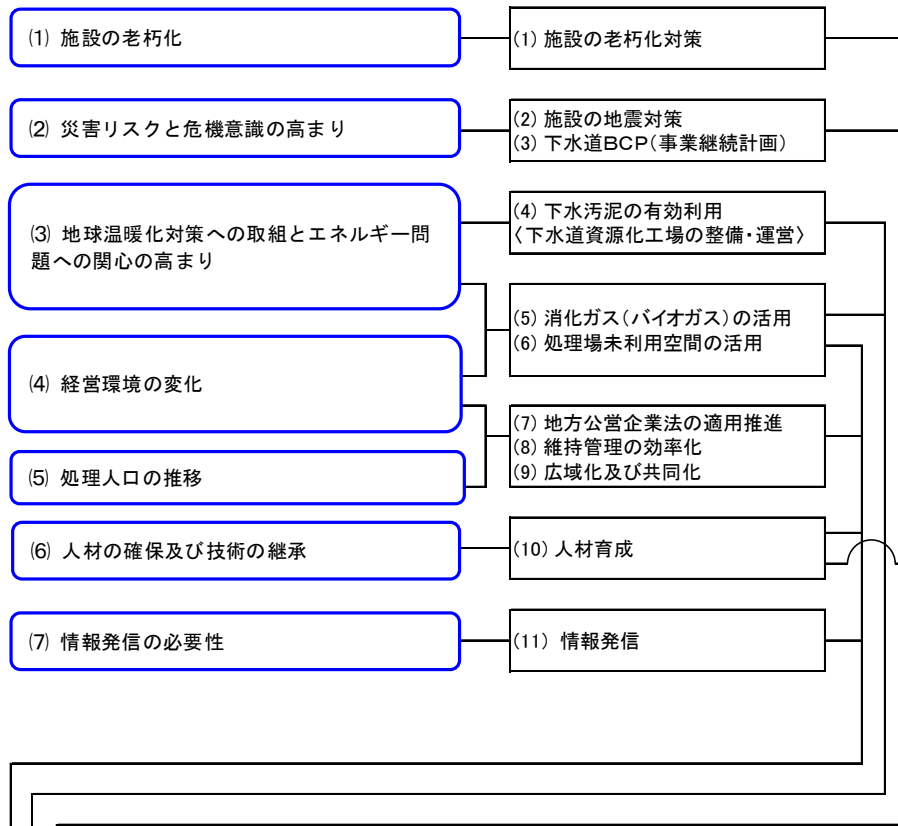 ⑴ 施設の老朽化
(1) 施設の老朽化対策
⑵ 災害リスクと危機意識の高まり
(2) 施設の地震対策
(3) 下水道BCP(事業継続計画)
⑶ 地球温暖化対策への取組とエネルギー問
題への関心の高まり
(4) 下水汚泥の有効利用
〈下水道資源化工場の整備・運営〉
(5) 消化ガス(バイオガス)の活用
(6) 処理場未利用空間の活用
⑷ 経営環境の変化
(7) 地方公営企業法の適用推進
(8) 維持管理の効率化
(9) 広域化及び共同化
⑸ 処理人口の推移
⑹ 人材の確保及び技術の継承
(10) 人材育成
⑺ 情報発信の必要性
(11) 情報発信